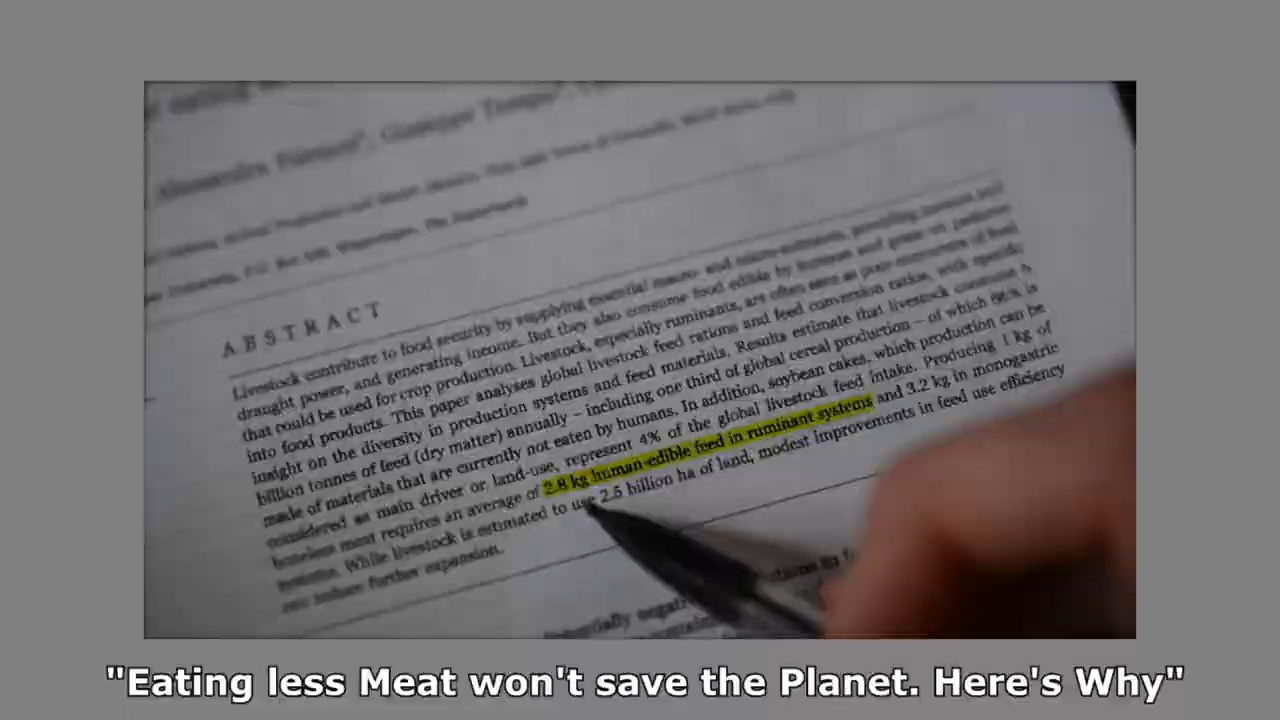 ABSTRACT
Livestock contribute to food security by supplying essential macro- and micro-nutrients, providing manure and
draught power, and generating income. But they also consume food edible by humans and graze on pastures
that could be used for crop production. Livestock, especially ruminants, are often seen as poor converters of feed
into food products. This paper analyses global livestock feed rations and feed conversion ratios, with specific
insight on the diversity in production systems and feed materials. Results estimate that livestock consume 6
billion tonnes of feed (dry matter) annually – including one third of global cereal production – of which 86% is
made of materials that are currently not eaten by humans. In addition, soybean cakes, which production can be
considered as main driver or land-use, represent 4% of the global livestock feed intake. Producing 1 kg of
boneless meat requires an average of 2.8 kg human-edible feed in ruminant systems and 3.2 kg in monogastric
systems. While livestock is estimated to use 2.5 billion ha of land, modest improvements in feed use efficiency
can reduce further expansion.
"Eating less Meat won't save the Planet. Here's Why"